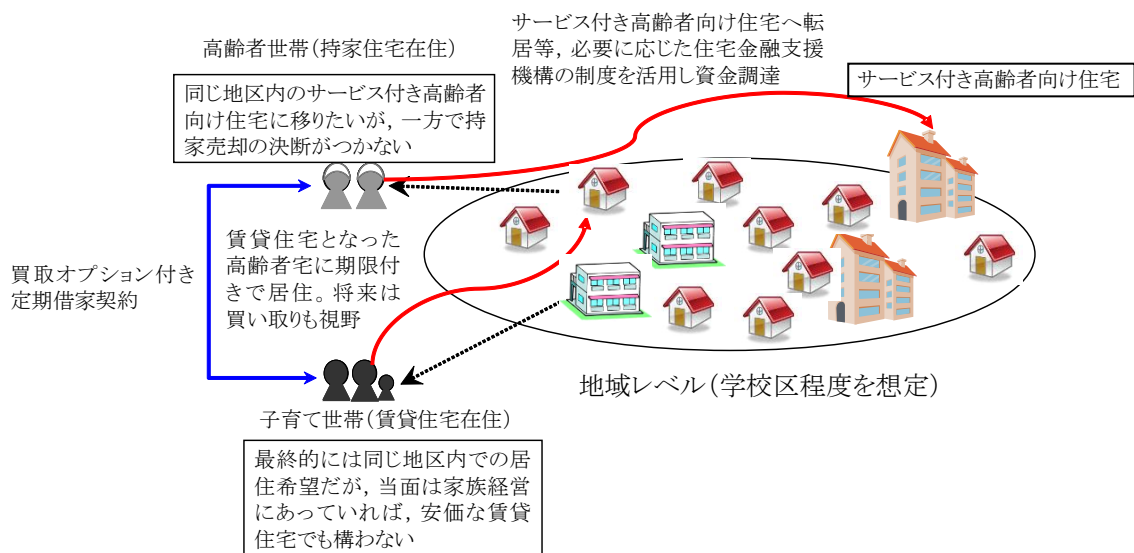 高齢者世帯（持家住宅在住）
サービス付き高齢者向け住宅へ転
居等，必要に応じた住宅金融支援
機構の制度を活用し資金調達
サービス付き高齢者向け住宅
同じ地区内のサービス付き高齢者
向け住宅に移りたいが，一方で持
家売却の決断がつかない
買取オプション付き
定期借家契約
賃貸住宅となった
高齢者宅に期限付
きで居住。将来は
買い取りも視野
地域レベル（学校区程度を想定）
子育て世帯（賃貸住宅在住）
最終的には同じ地区内での居
住希望だが，当面は家族経営
にあっていれば，安価な賃貸
住宅でも構わない